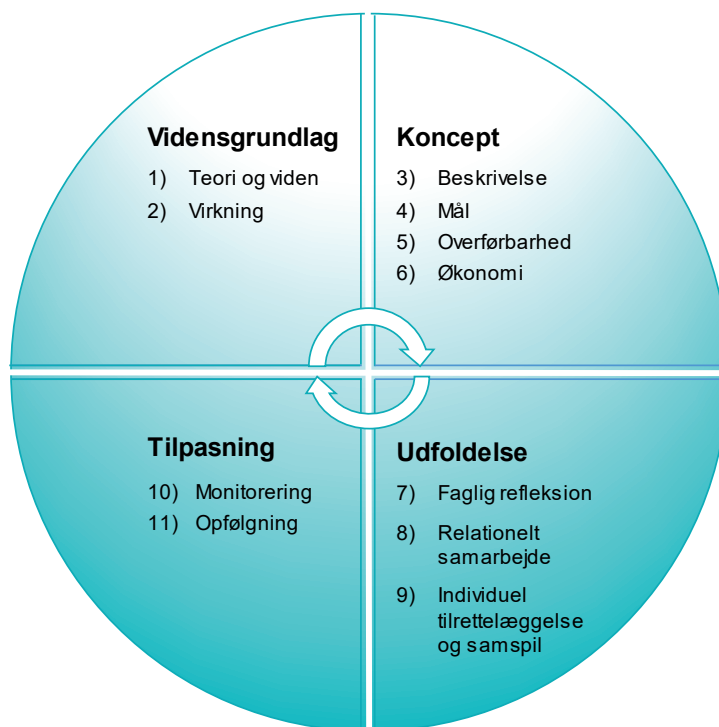 Vidensgrundlag
1) Teori og viden
2) Virkning
Koncept
3) Beskrivelse
4) Mål
5) Overførbarhed
6) Økonomi
Udfoldelse
7) Faglig refleksion
8) Relationelt
samarbejde
9) Individuel
tilrettelæggelse
og samspil
Tilpasning
10) Monitorering
11) Opfølgning